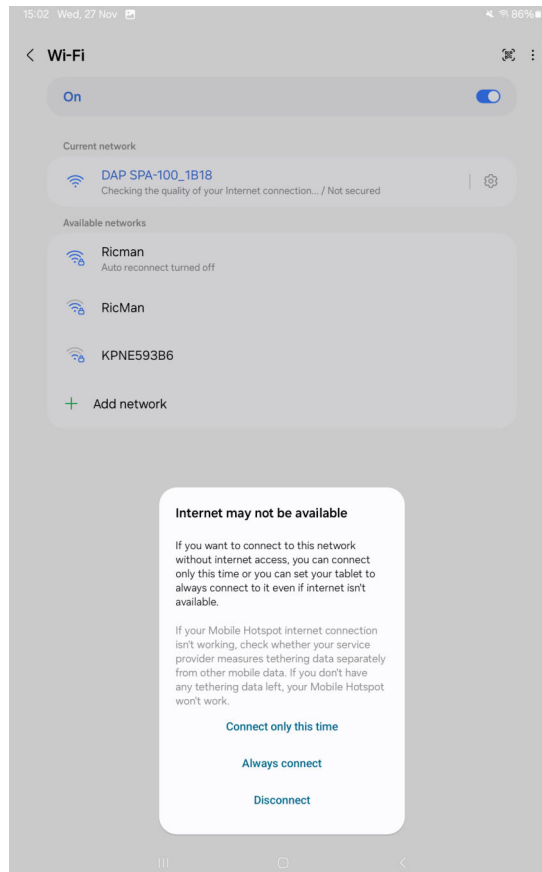 15:02 Wed, 27 Nov 86%
Wi-Fi
On
Current network
DAP SPA-100_1B18
Checking the quality of your Internet connection... / Not secured
Available networks
Ricman
Auto reconnect turned off
RicMan
KPNE593B6
+ Add network
Internet may not be available
If you want to connect to this network
without internet access, you can connect
only this time or you can set your tablet to
always connect to it even if internet isn't
available.
If your Mobile Hotspot internet connection
isn't working, check whether your service
provider measures tethering data separately
from other mobile data. If you don't have
any tethering data left, your Mobile Hotspot
won't work.
Connect only this time
Always connect
Disconnect